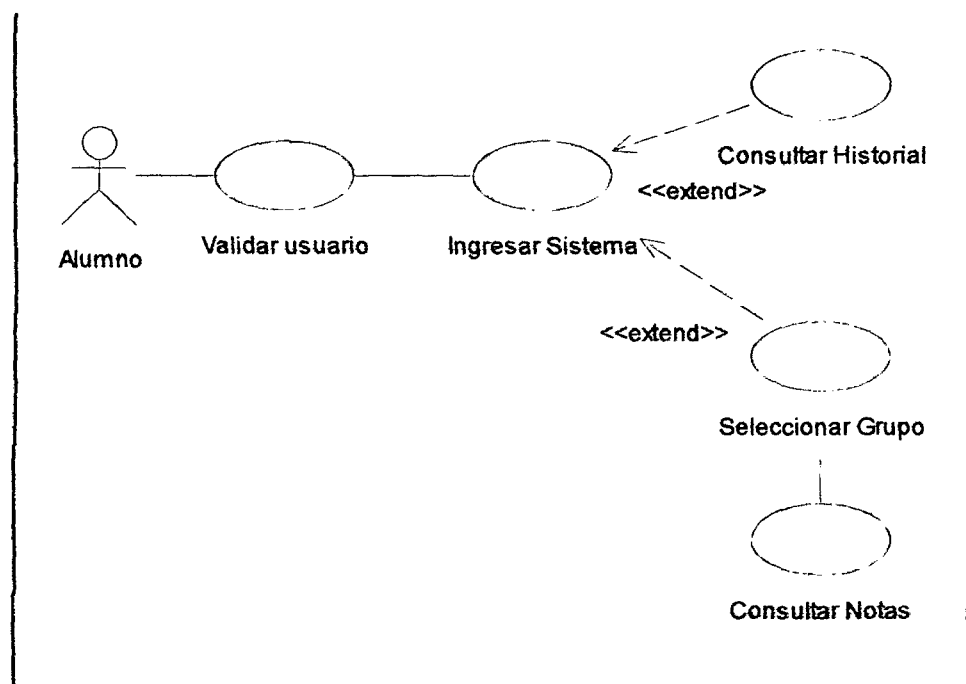 Consultar Historial
<<extend>>
Alumno
Validar usuario
Ingresar Sistema
<<extend>>
Seleccionar Grupo
Consultar Notas